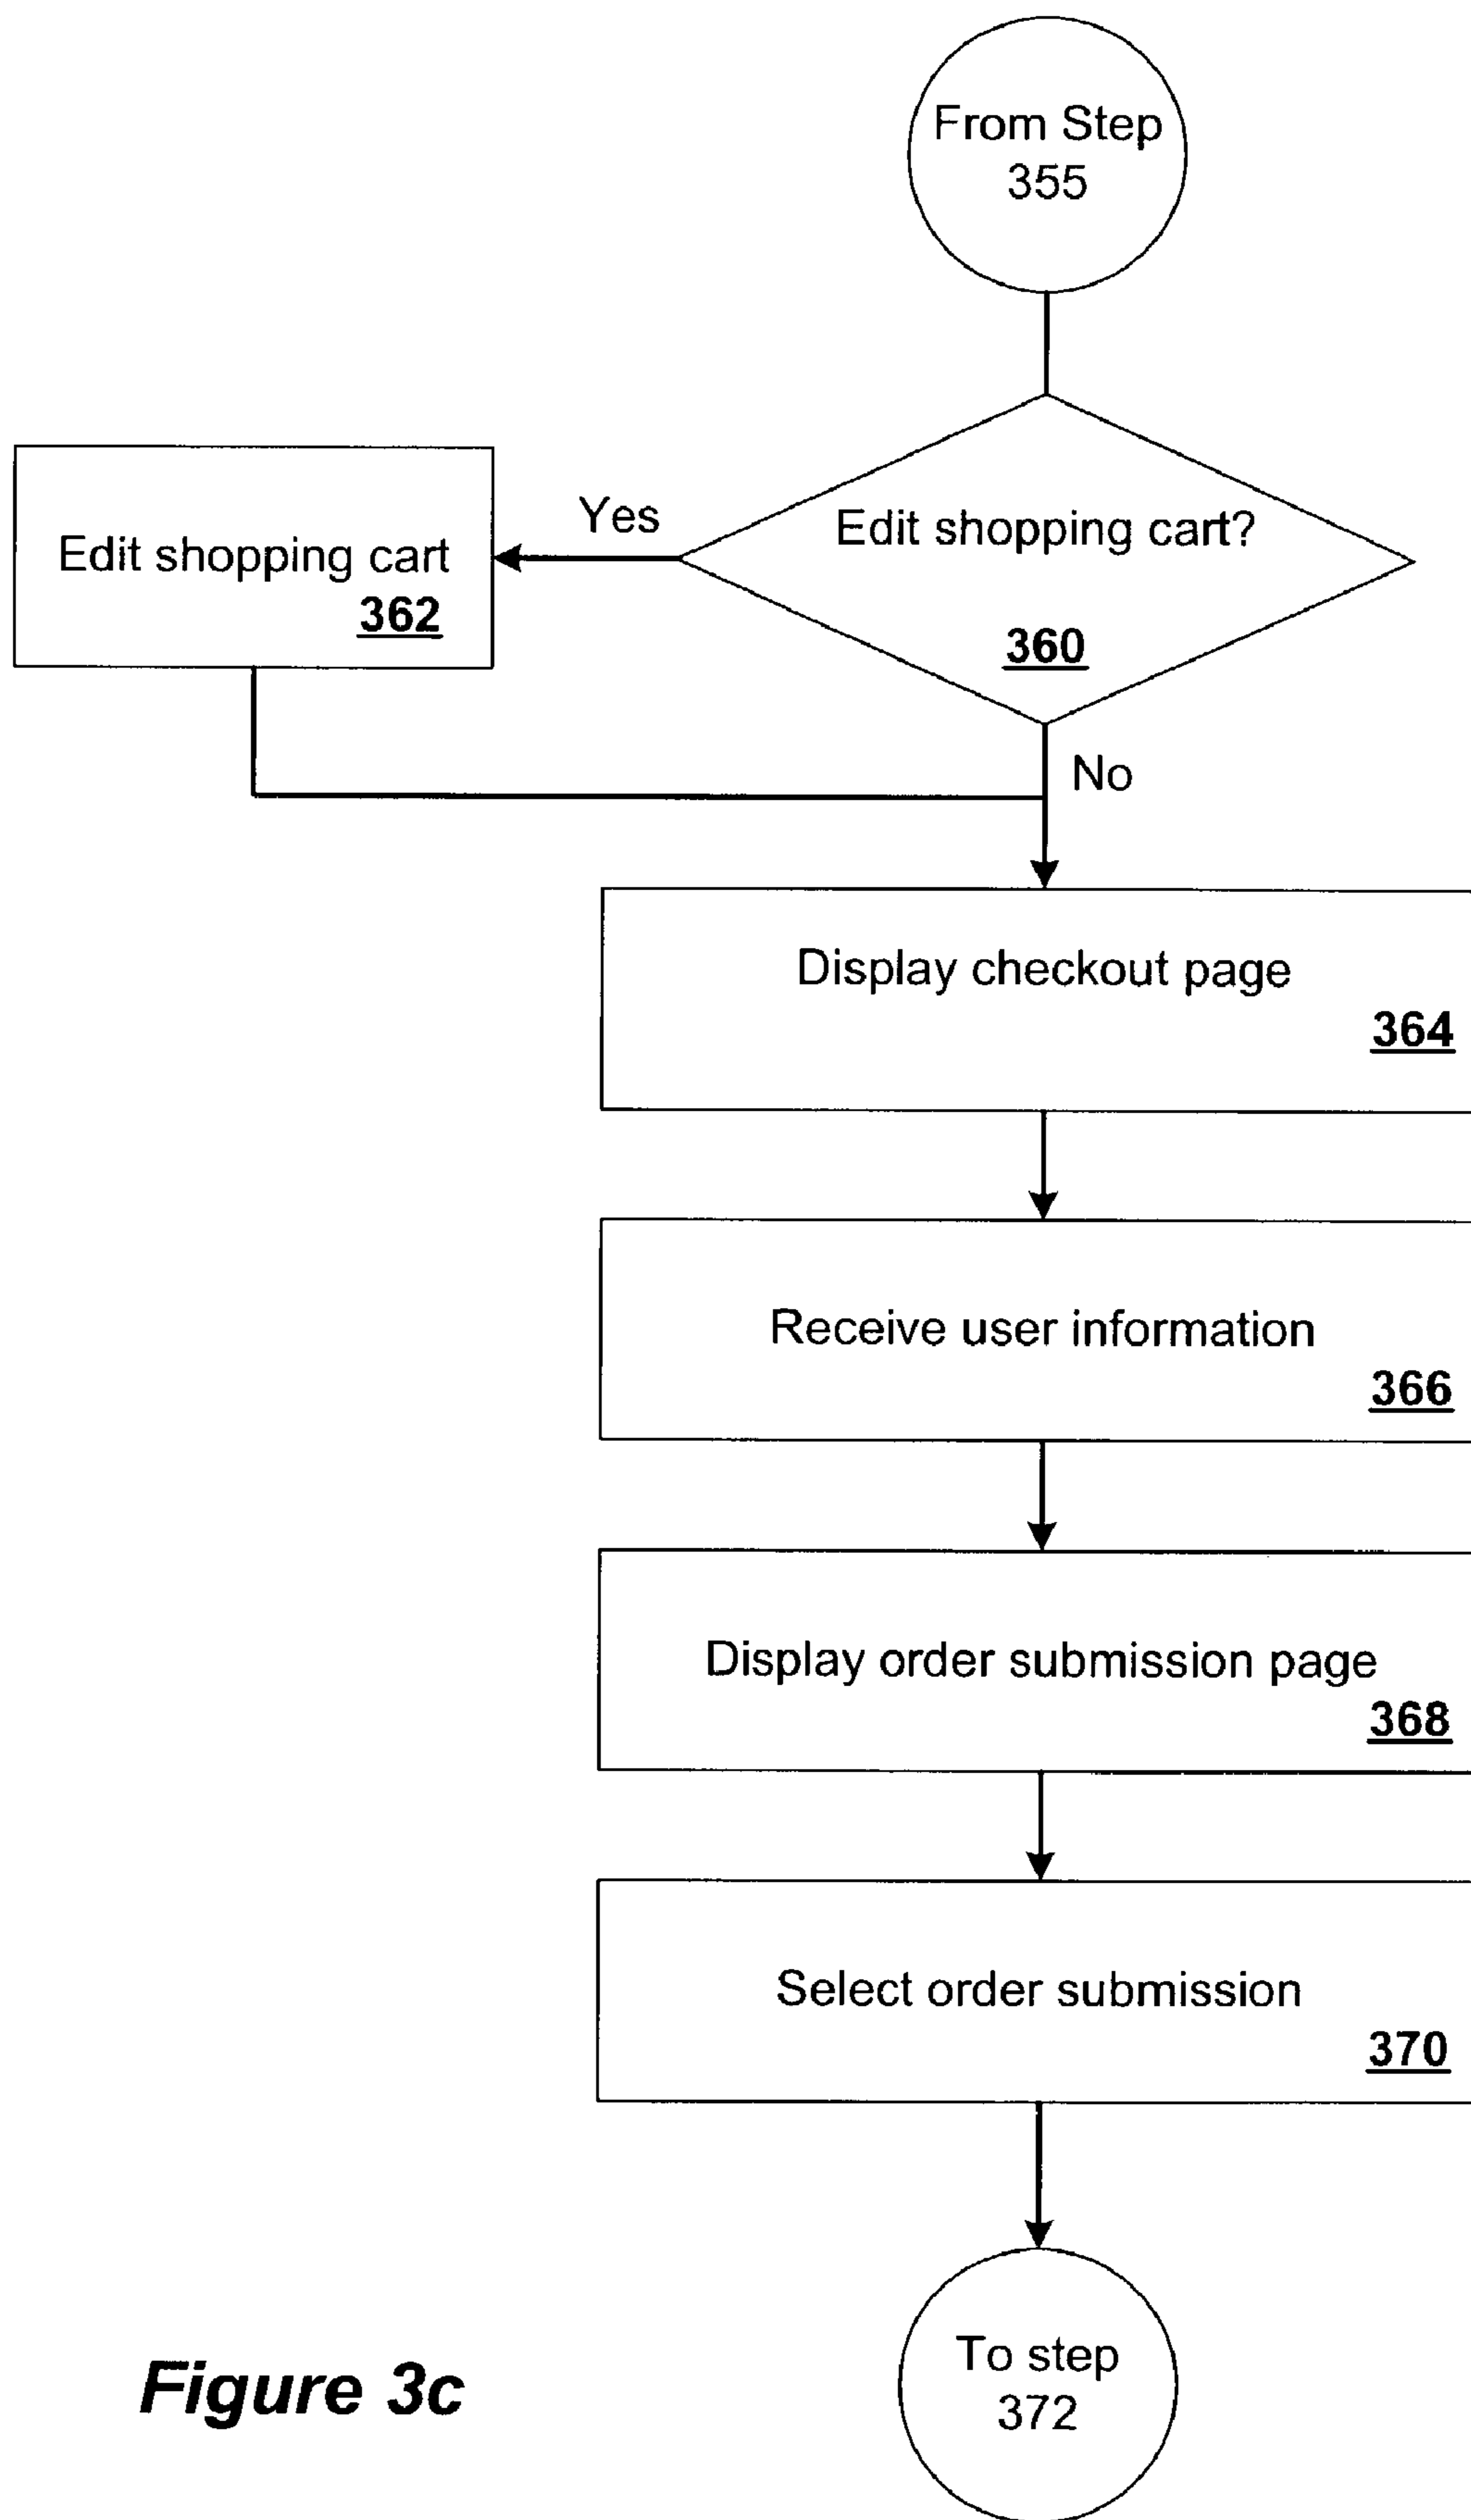 From Step
355
Edit shopping cart?
360
Yes
Edit shopping cart
362
No
Display checkout page
364
Receive user information
366
Display order submission page
368
Select order submission
370
To step
372
Figure 3c